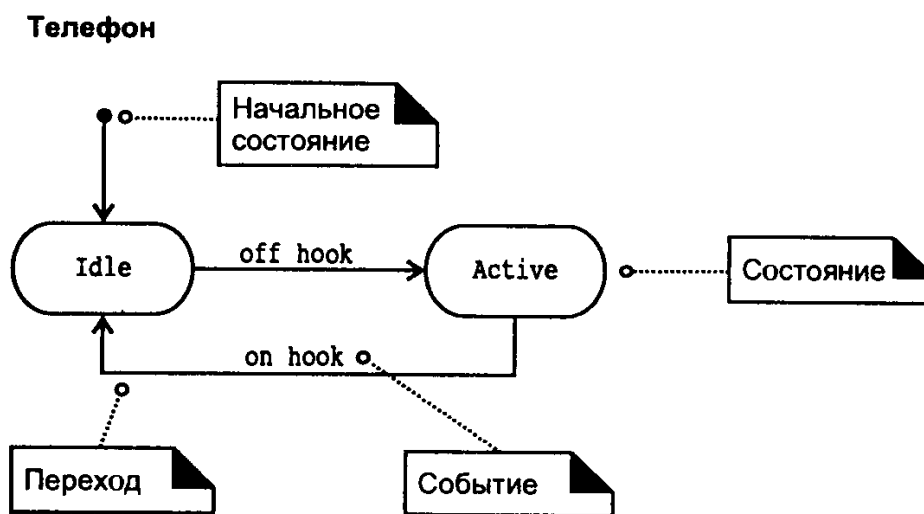 Телефон
Начальное
состояние
Idle
off hook
Active
Состояние
on hook
Переход
Событие